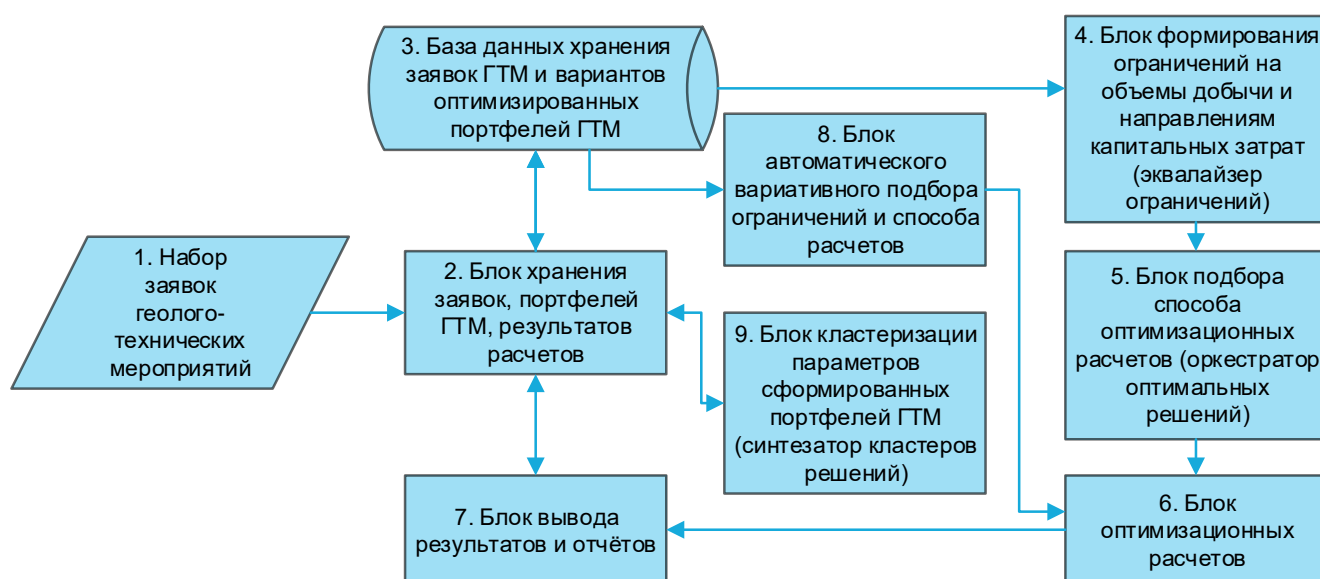 3. База данных хранения
заявок ГТМ и вариантов
оптимизированных
портфелей ГТМ
4. Блок формирования
ограничений на
объемы добычи и
направлениям
капитальных затрат
(эквалайзер
ограничений)
8. Блок
автоматического
вариативного подбора
ограничений и способа
расчетов
1. Набор
заявок
геолого-
технических
мероприятий
2. Блок хранения
заявок, портфелей
ГТМ, результатов
расчетов
5. Блок подбора
способа
оптимизационных
расчетов (оркестратор
оптимальных
решений)
9. Блок кластеризации
параметров
сформированных
портфелей ГТМ
(синтезатор кластеров
решений)
7. Блок вывода
результатов и отчётов
6. Блок
оптимизационных
расчетов